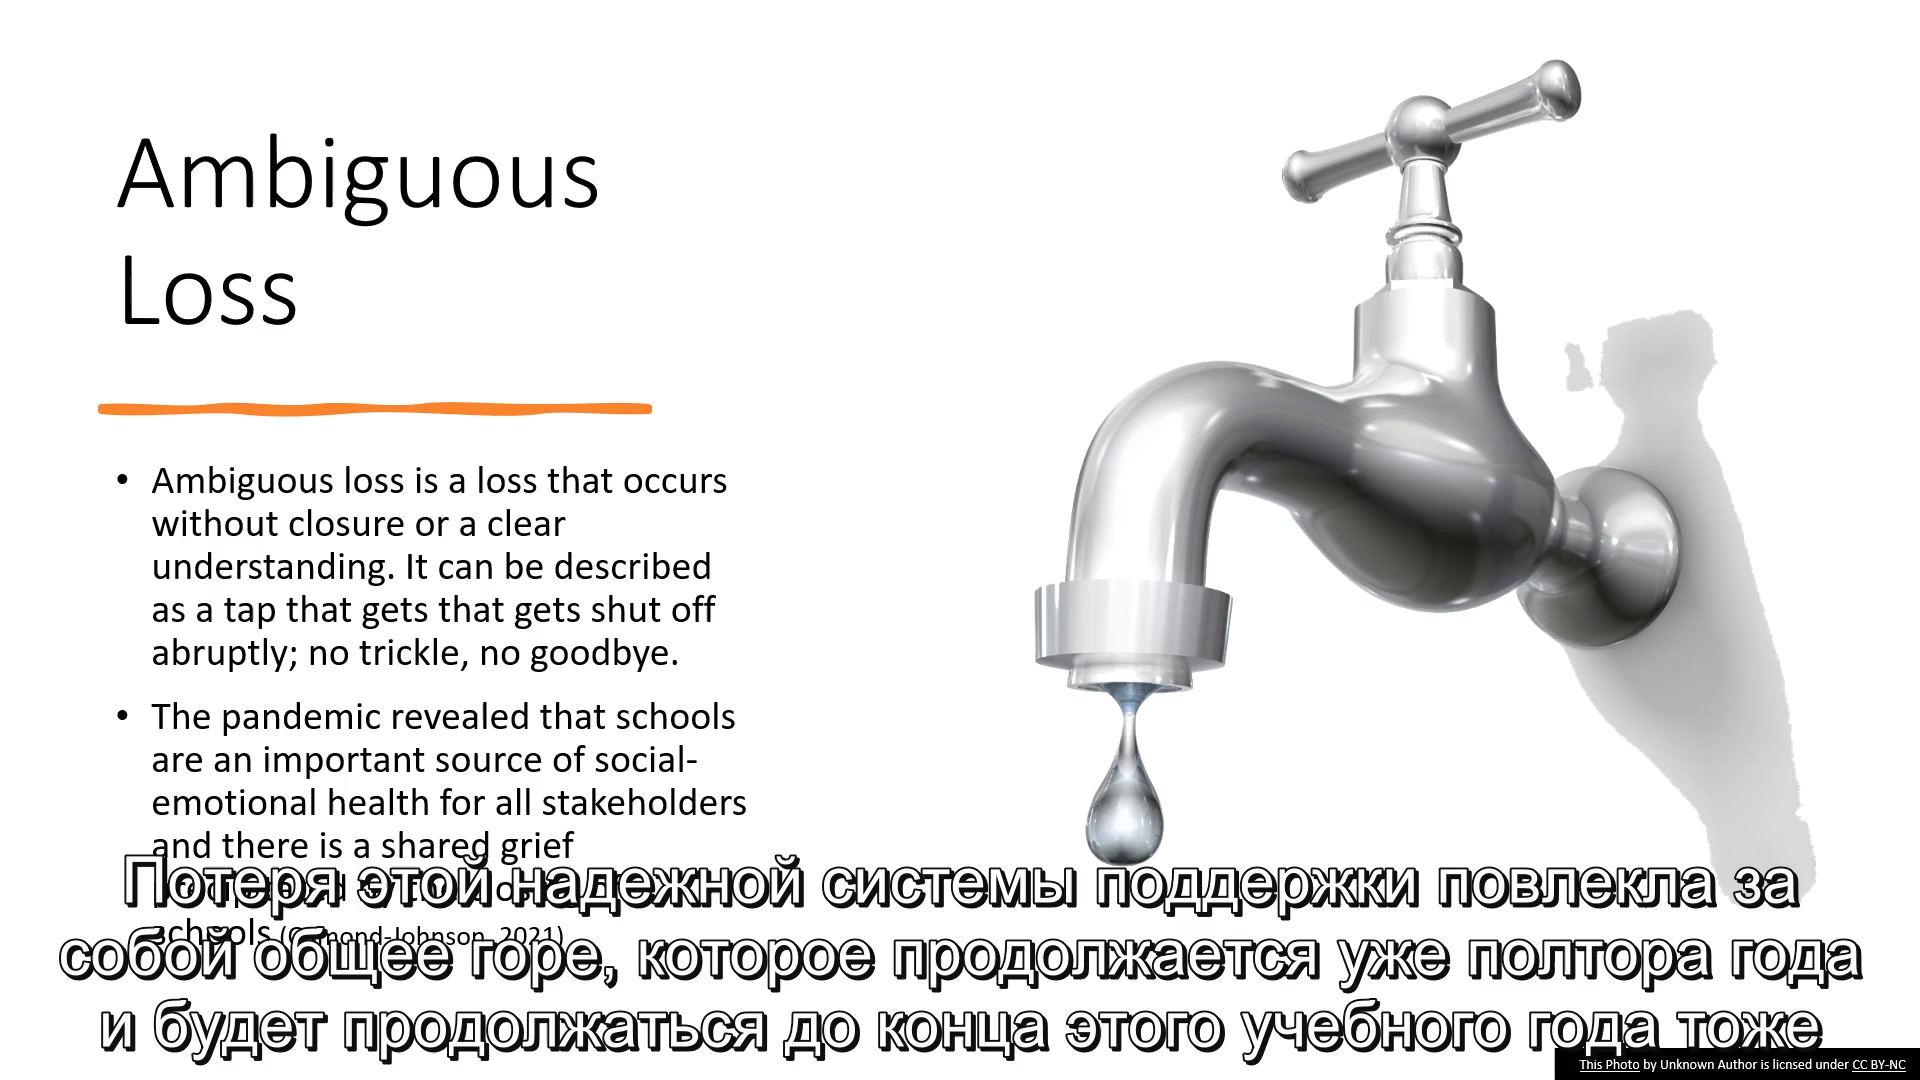 Ambiguous
Loss
• Ambiguous loss is a loss that occurs
without closure or a clear
understanding. It can be described
as a tap that gets that gets shut off
abruptly; no trickle, no goodbye.
• The pandemic revealed that schools
are an important source of social-
emotional health for all stakeholders
and there is a shared grief
schools 2021)
Потеря этой надежной системы поддержки повлекла за
собой общее горе, которое продолжается уже полтора года
и будет продолжаться до конца этого учебного года тоже
This Photo by Unknown Author is licnsed under CC BY-NC